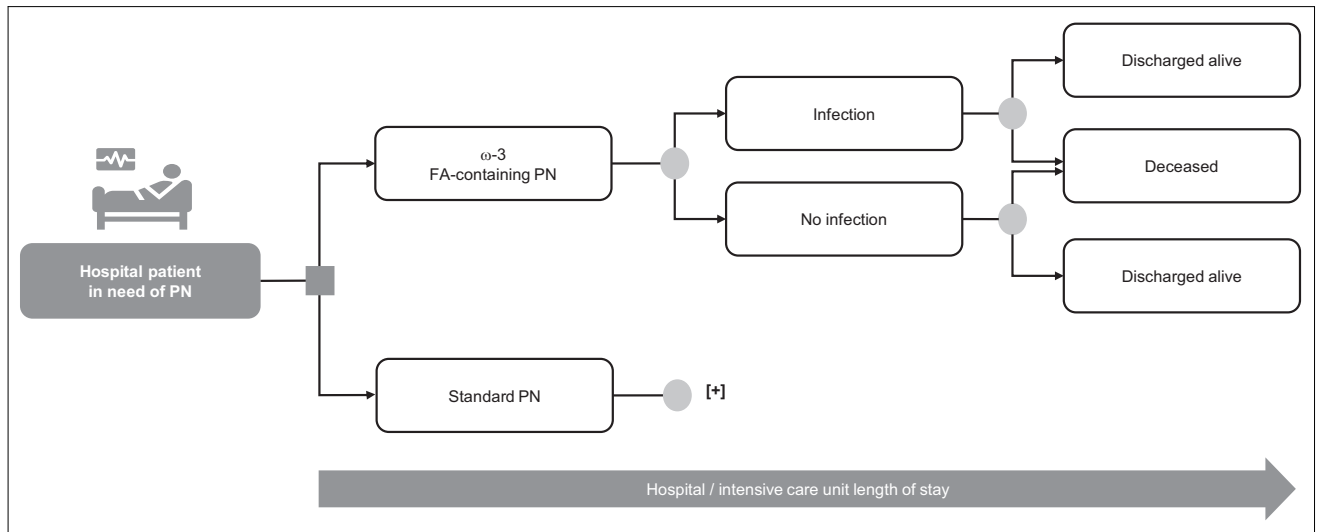 Discharged alive
Infection
ω-3
FA-containing PN
Deceased
No infection
Hospital patient
in need of PN
Discharged alive
Standard PN
[+]
Hospital / intensive care unit length of stay